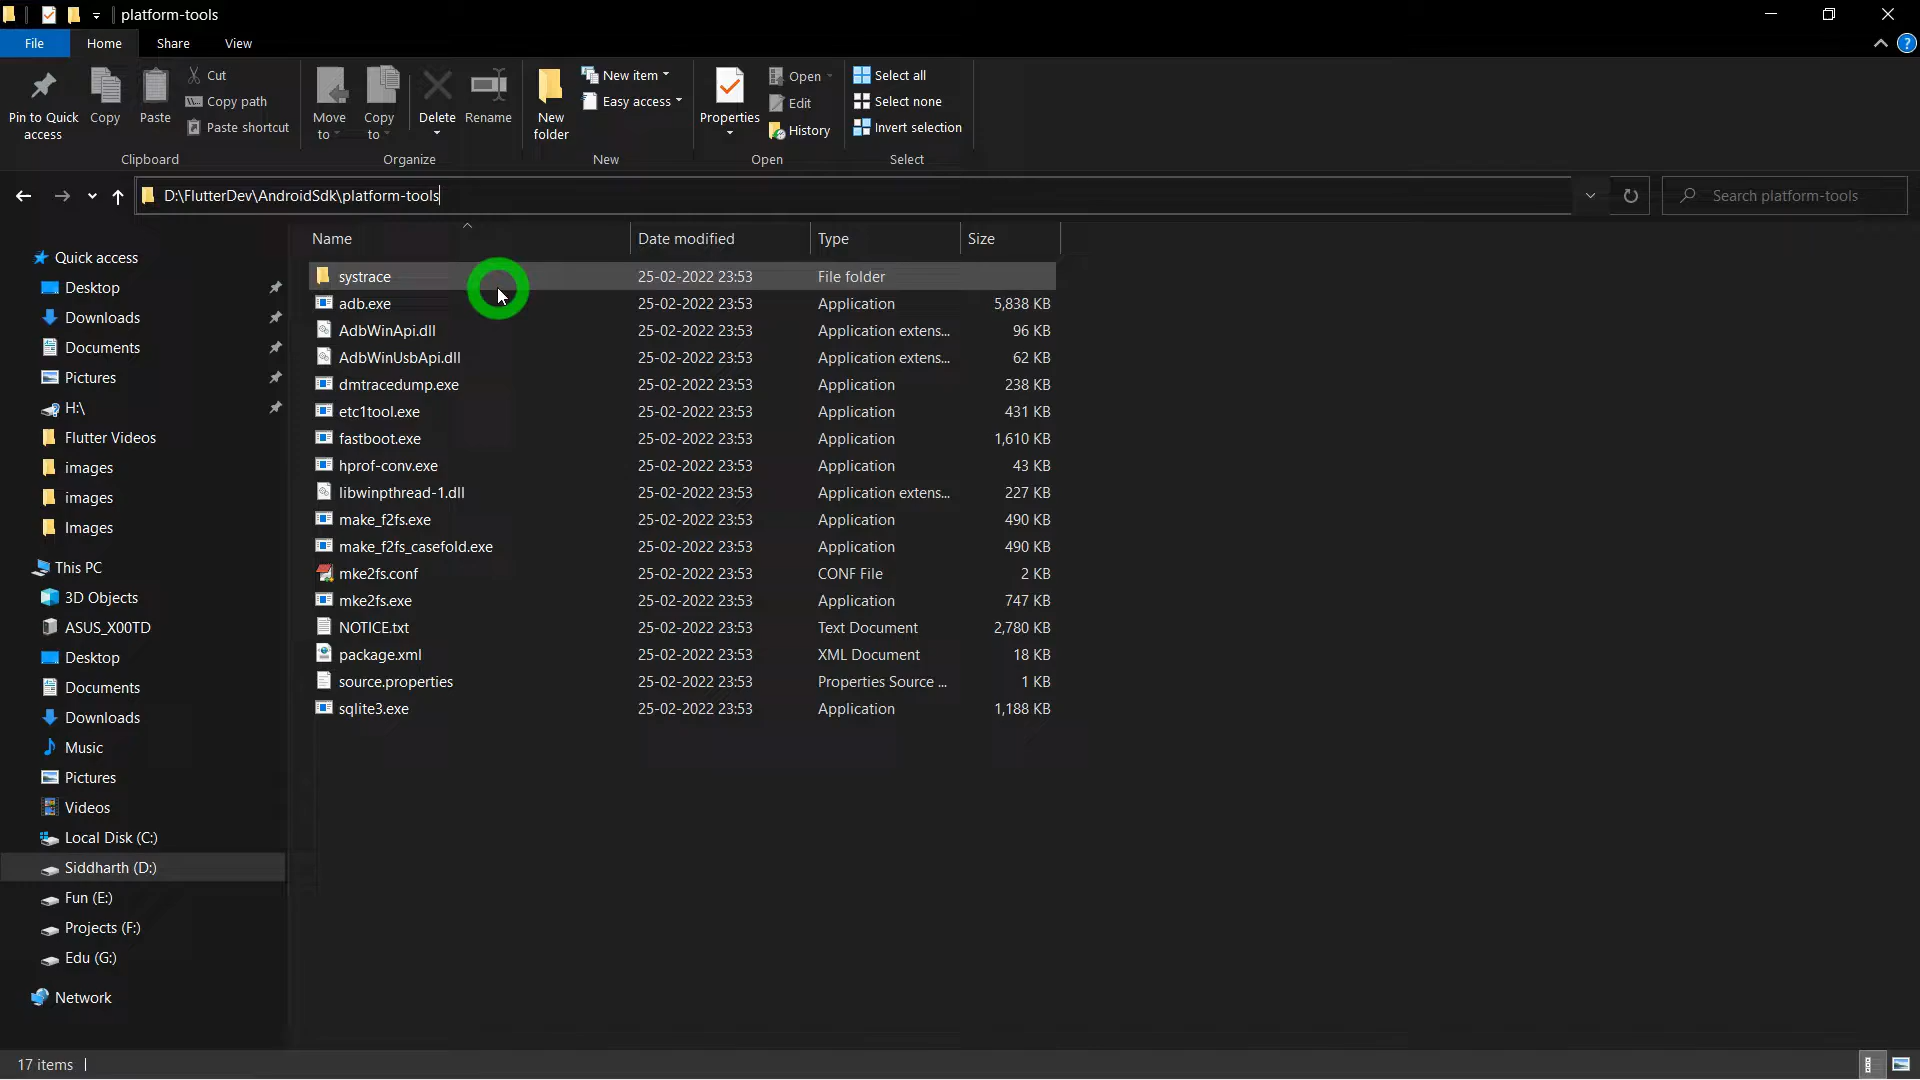 platform-tools
File Home Share View
Pin to Quick access
Copy
Paste
Cut
Copy path
Paste shortcut
Clipboard
Move to
Copy to
Delete
Rename
Organize
New folder
New item
Easy access
New
Properties
Open
Edit
History
Open
Select all
Select none
Invert selection
Select
D:\FlutterDev\AndroidSdk\platform-tools
Search platform-tools
Quick access
Desktop
Downloads
Documents
Pictures
H:\
Flutter Videos
images
images
Images
This PC
3D Objects
ASUS_X00TD
Desktop
Documents
Downloads
Music
Pictures
Videos
Local Disk (C:)
Siddharth (D:)
Fun (E:)
Projects (F:)
Edu (G:)
Network
Name Date modified Type Size
systrace 25-02-2022 23:53 File folder
adb.exe 25-02-2022 23:53 Application 5,838 KB
AdbWinApi.dll 25-02-2022 23:53 Application extens... 96 KB
AdbWinUsbApi.dll 25-02-2022 23:53 Application extens... 62 KB
dmtracedump.exe 25-02-2022 23:53 Application 238 KB
etc1tool.exe 25-02-2022 23:53 Application 431 KB
fastboot.exe 25-02-2022 23:53 Application 1,610 KB
hprof-conv.exe 25-02-2022 23:53 Application 43 KB
libwinpthread-1.dll 25-02-2022 23:53 Application extens... 227 KB
make_f2fs.exe 25-02-2022 23:53 Application 490 KB
make_f2fs_casefold.exe 25-02-2022 23:53 Application 490 KB
mke2fs.conf 25-02-2022 23:53 CONF File 2 KB
mke2fs.exe 25-02-2022 23:53 Application 747 KB
NOTICE.txt 25-02-2022 23:53 Text Document 2,780 KB
package.xml 25-02-2022 23:53 XML Document 18 KB
source.properties 25-02-2022 23:53 Properties Source ... 1 KB
sqlite3.exe 25-02-2022 23:53 Application 1,188 KB
17 items